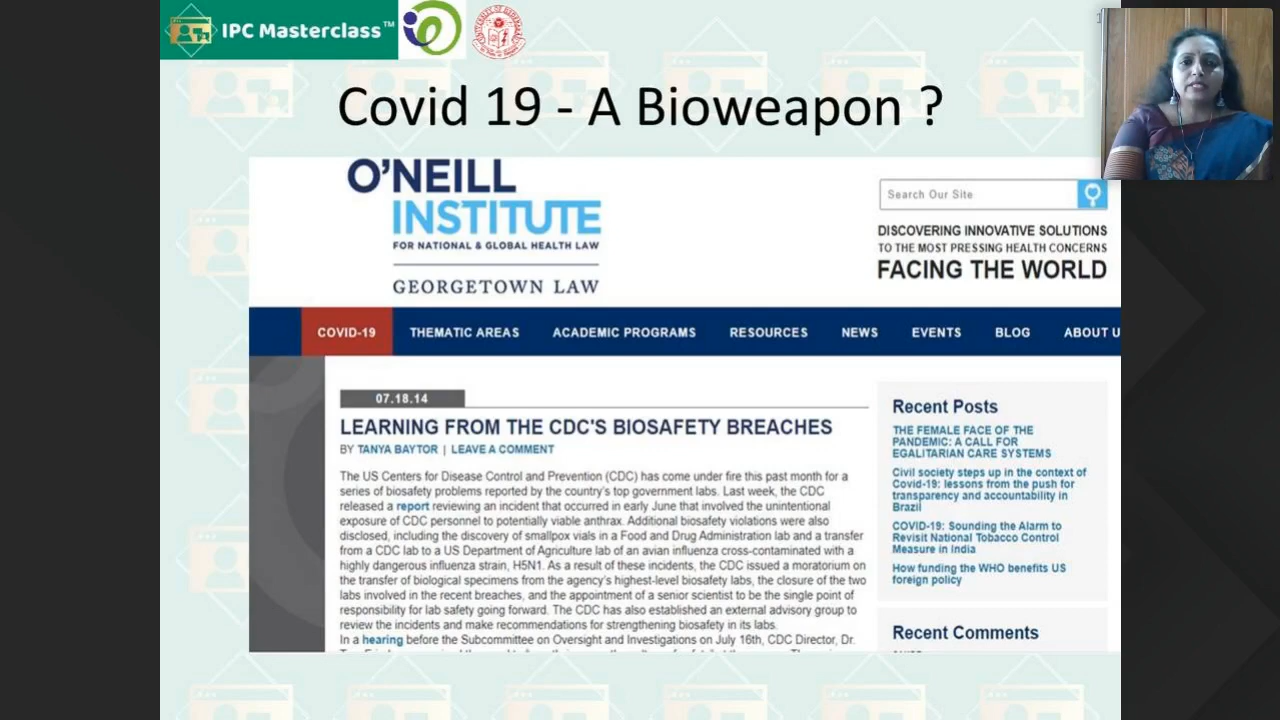 IPC Masterclass™
Covid 19 - A Bioweapon ?
O'NEILL
INSTITUTE
FOR NATIONAL & GLOBAL HEALTH LAW
GEORGETOWN LAW
Search Our Site
DISCOVERING INNOVATIVE SOLUTIONS
TO THE MOST PRESSING HEALTH CONCERNS
FACING THE WORLD
COVID-19 THEMATIC AREAS ACADEMIC PROGRAMS RESOURCES NEWS EVENTS BLOG ABOUT U
07.18.14
LEARNING FROM THE CDC'S BIOSAFETY BREACHES
BY TANYA BAYTOR | LEAVE A COMMENT
The US Centers for Disease Control and Prevention (CDC) has come under fire this past month for a
series of biosafety problems reported by the country's top government labs. Last week, the CDC
released a report reviewing an incident that occurred in early June that involved the unintentional
exposure of CDC personnel to potentially viable anthrax. Additional biosafety violations were also
disclosed, including the discovery of smallpox vials in a Food and Drug Administration lab and a transfer
from a CDC lab to a US Department of Agriculture lab of an avian influenza cross-contaminated with a
highly dangerous influenza strain, H5N1. As a result of these incidents, the CDC issued a moratorium on
the transfer of biological specimens from the agency's highest-level biosafety labs, the closure of the two
labs involved in the recent breaches, and the appointment of a senior scientist to be the single point of
responsibility for lab safety going forward. The CDC has also established an external advisory group to
review the incidents and make recommendations for strengthening biosafety in its labs.
In a hearing before the Subcommittee on Oversight and Investigations on July 16th, CDC Director, Dr.
Recent Posts
THE FEMALE FACE OF THE
PANDEMIC: A CALL FOR
EGALITARIAN CARE SYSTEMS
Civil society steps up in the context of
Covid-19: lessons from the push for
transparency and accountability in
Brazil
COVID-19: Sounding the Alarm to
Revisit National Tobacco Control
Measure in India
How funding the WHO benefits US
foreign policy
Recent Comments